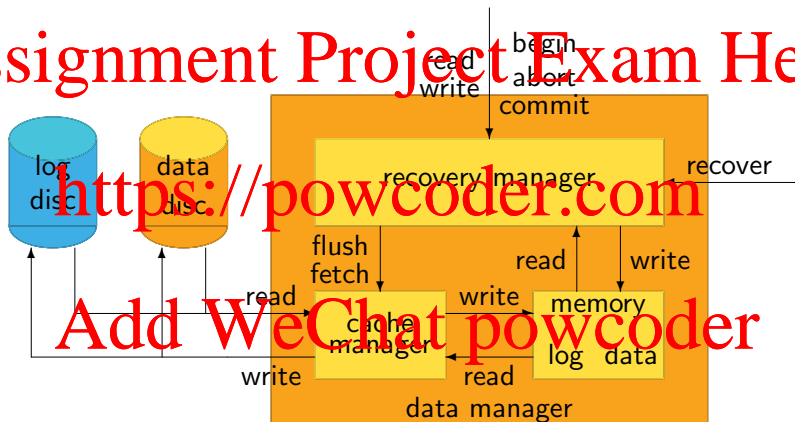 ssignment Project Exam He
read
write
begin
abort
commit
log
disc
data
disc
recovery manager
recover
https://powcoder.com
flush
fetch
read
write
read
write
memory
cache
manager
Add WeChat powcoder
log data
write
read
data manager